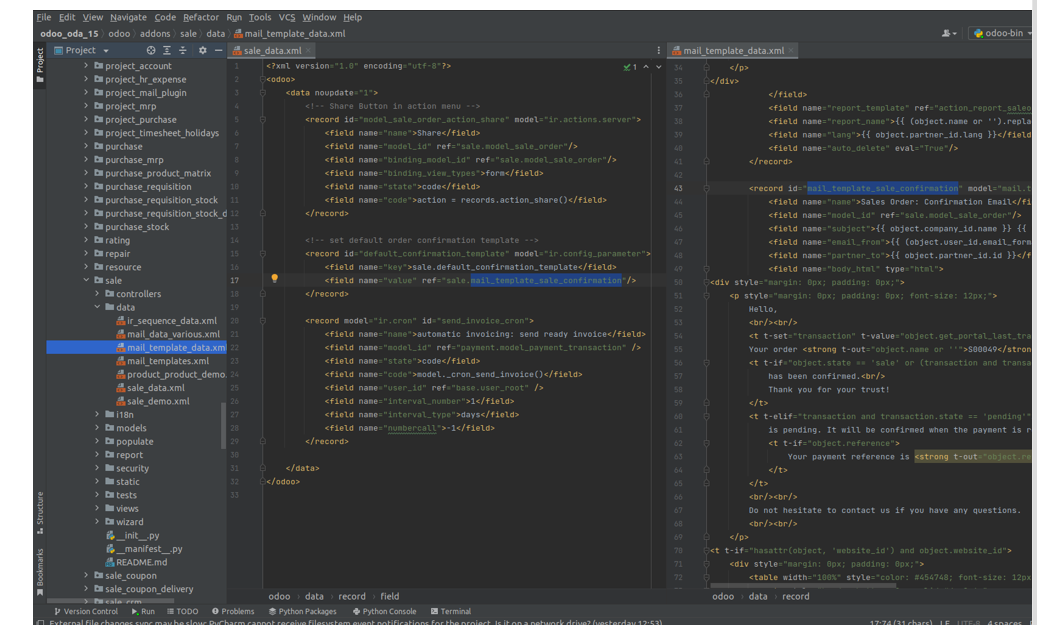 File Edit View Navigate Code Refactor Run Tools VCS Window Help
odoo_oda_15 odoo addons sale data mail_template_data.xml
odoo-bin
Project
Project
sale_data.xml
mail_template_data.xml
project_account
project_hr_expense
project_mail_plugin
project_mrp
project_purchase
project_timesheet_holidays
purchase
purchase_mrp
purchase_product_matrix
purchase_requisition
purchase_requisition_stock
purchase_requisition_stock_d
purchase_stock
rating
repair
resource
sale
controllers
data
ir_sequence_data.xml
mail_data_various.xml
mail_template_data.xml
mail_templates.xml
product_product_demo.
sale_data.xml
sale_demo.xml
i18n
models
populate
report
security
static
tests
views
wizard
__init__.py
__manifest__.py
README.md
sale_coupon
sale_coupon_delivery
sale_crm
Structure
Bookmarks
1 <?xml version="1.0" encoding="utf-8"?>
2 <odoo>
3 <data noupdate="1">
4 <!-- Share Button in action menu -->
5 <record id="model_sale_order_action_share" model="ir.actions.server">
6 <field name="name">Share</field>
7 <field name="model_id" ref="sale.model_sale_order"/>
8 <field name="binding_model_id" ref="sale.model_sale_order"/>
9 <field name="binding_view_types">form</field>
10 <field name="state">code</field>
11 <field name="code">action = records.action_share()</field>
12 </record>
13
14 <!-- set default order confirmation template -->
15 <record id="default_confirmation_template" model="ir.config_parameter">
16 <field name="key">sale.default_confirmation_template</field>
17 <field name="value" ref="sale.mail_template_sale_confirmation"/>
18 </record>
19
20 <record model="ir.cron" id="send_invoice_cron">
21 <field name="name">automatic invoicing: send ready invoice</field>
22 <field name="model_id" ref="payment.model_payment_transaction" />
23 <field name="state">code</field>
24 <field name="code">model._cron_send_invoice()</field>
25 <field name="user_id" ref="base.user_root" />
26 <field name="interval_number">1</field>
27 <field name="interval_type">days</field>
28 <field name="numbercall">-1</field>
29 </record>
30
31 </data>
32 </odoo>
33
1
odoo › data › record › field
34 </p>
35 </div>
36 </field>
37 <field name="report_template" ref="action_report_saleo
38 <field name="report_name">{{ (object.name or '').repla
39 <field name="lang">{{ object.partner_id.lang }}</field
40 <field name="auto_delete" eval="True"/>
41 </record>
42
43 <record id="mail_template_sale_confirmation" model="mail.t
44 <field name="name">Sales Order: Confirmation Email</fi
45 <field name="model_id" ref="sale.model_sale_order"/>
46 <field name="subject">{{ object.company_id.name }} {{
47 <field name="email_from">{{ (object.user_id.email_form
48 <field name="partner_to">{{ object.partner_id.id }}</f
49 <field name="body_html" type="html">
50 <div style="margin: 0px; padding: 0px;">
51 <p style="margin: 0px; padding: 0px; font-size: 12px;">
52 Hello,
53 <br/><br/>
54 <t t-set="transaction" t-value="object.get_portal_last_tra
55 Your order <strong t-out="object.name or ''">S00049</stron
56 <t t-if="object.state == 'sale' or (transaction and transa
57 has been confirmed.<br/>
58 Thank you for your trust!
59 </t>
60 <t t-elif="transaction and transaction.state == 'pending'"
61 is pending. It will be confirmed when the payment is r
62 <t t-if="object.reference">
63 Your payment reference is <strong t-out="object.re
64 </t>
65 </t>
66 <br/><br/>
67 Do not hesitate to contact us if you have any questions.
68 <br/><br/>
69 </p>
70 <t t-if="hasattr(object, 'website_id') and object.website_id">
71 <div style="margin: 0px; padding: 0px;">
72 <table width="100%" style="color: #454748; font-size: 12px
odoo › data › record
Version Control Run TODO Problems Python Packages Python Console Terminal
External file changes sync may be slow: PyCharm cannot receive filesystem event notifications for the project. Is it on a network drive? (yesterday 12:53)
17:74 (31 chars) LF UTF-8 4 spaces